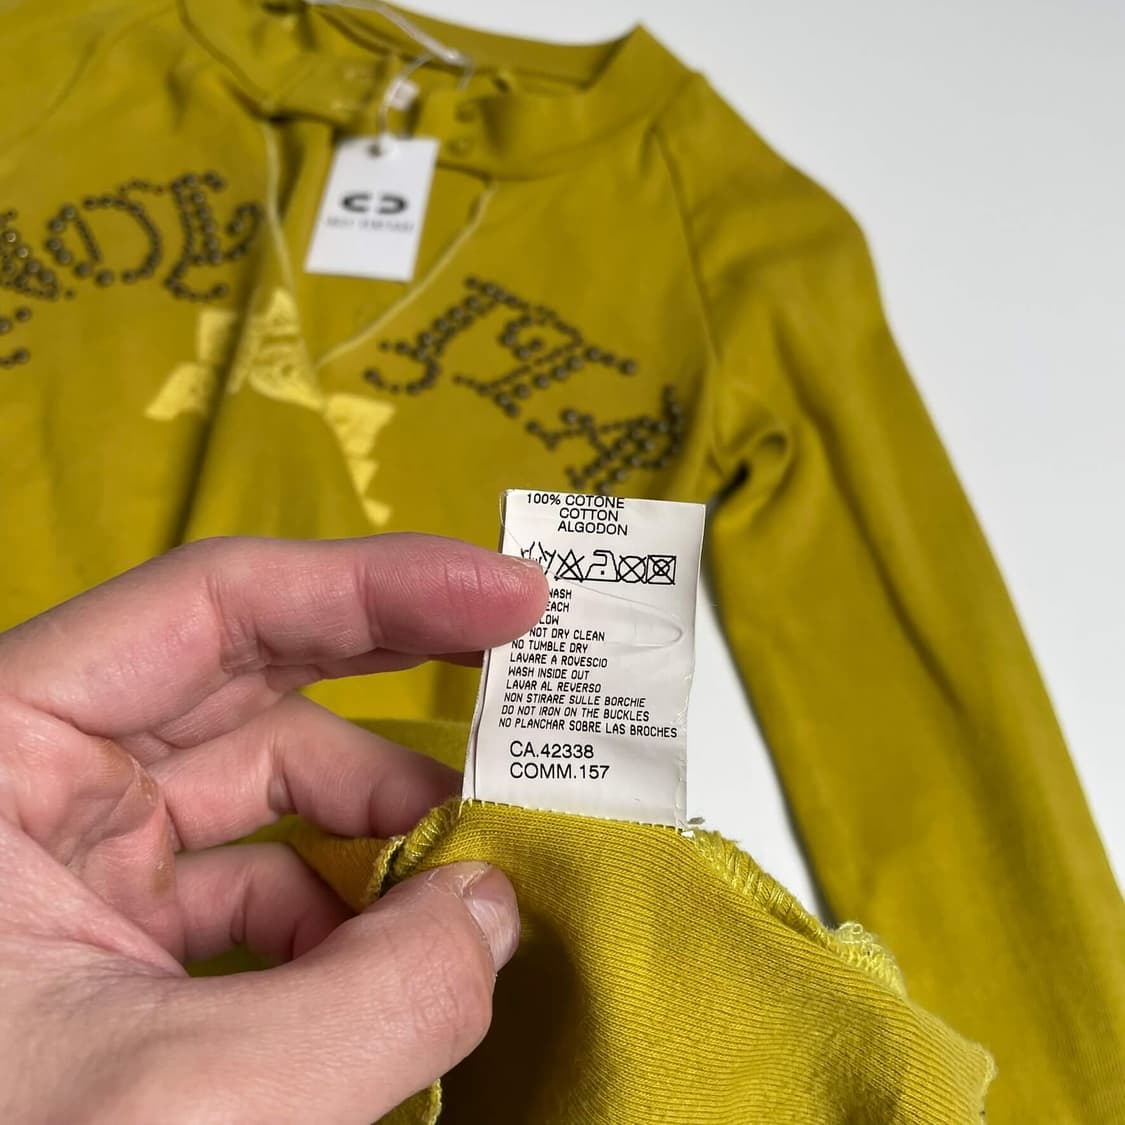 100% COTONE
COTTON
ALGODON
NOT DRY CLEAN
NO TUMBLE DRY
LAVARE A ROVESCIO
WASH INSIDE OUT
LAVAR AL REVERSO
NON STIRARE SULLE BORCHIE
DO NOT IRON ON THE BUCKLES
NO PLANCHAR SOBRE LAS BROCHES
CA.42338
COMM.157